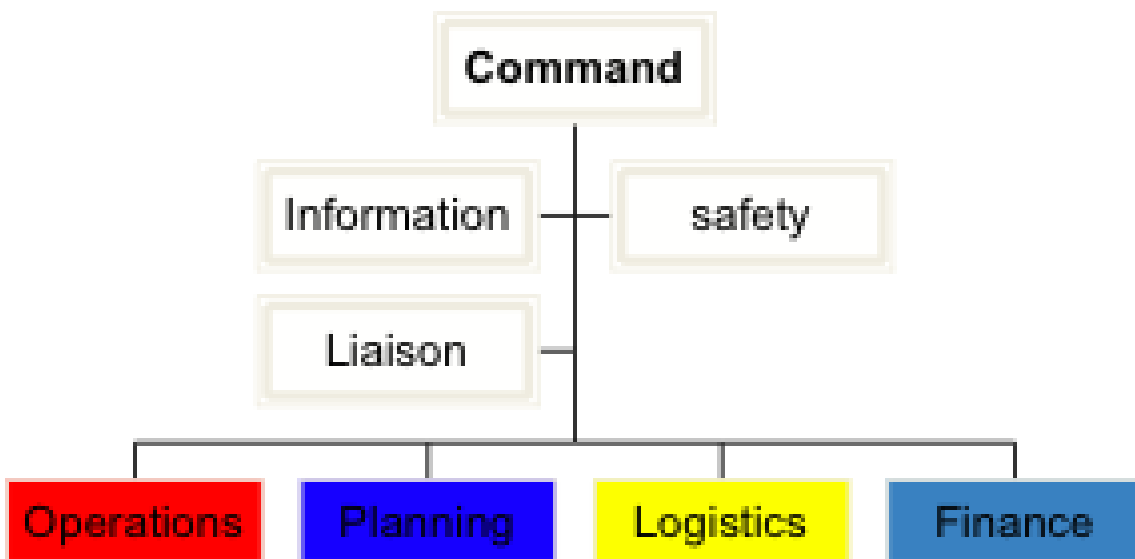 Command
Information
safety
Liaison
Operations
Planning
Logistics
Finance